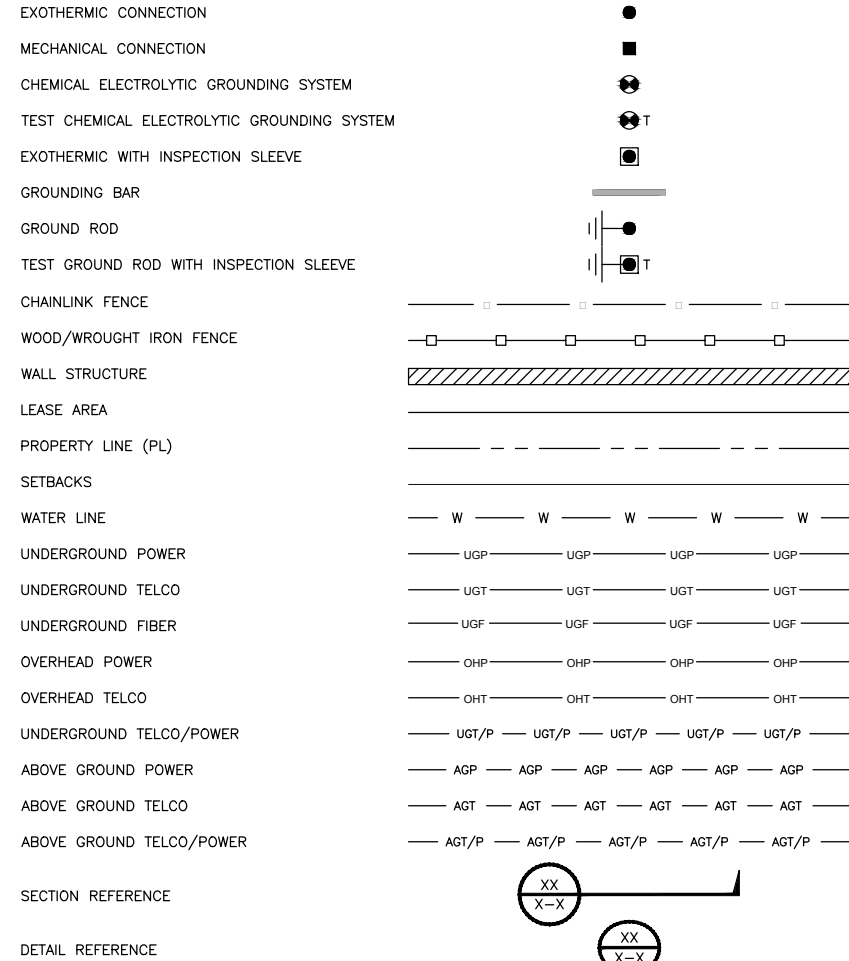 EXOTHERMIC CONNECTION
MECHANICAL CONNECTION
CHEMICAL ELECTROLYTIC GROUNDING SYSTEM
TEST CHEMICAL ELECTROLYTIC GROUNDING SYSTEM T
EXOTHERMIC WITH INSPECTION SLEEVE
GROUNDING BAR
GROUND ROD
TEST GROUND ROD WITH INSPECTION SLEEVE T
CHAINLINK FENCE
WOOD/WROUGHT IRON FENCE
WALL STRUCTURE
LEASE AREA
PROPERTY LINE (PL)
SETBACKS
WATER LINE W W W W W
UNDERGROUND POWER UGP UGP UGP UGP
UNDERGROUND TELCO UGT UGT UGT UGT
UNDERGROUND FIBER UGF UGF UGF UGF
OVERHEAD POWER OHP OHP OHP OHP
OVERHEAD TELCO OHT OHT OHT OHT
UNDERGROUND TELCO/POWER UGT/P UGT/P UGT/P UGT/P UGT/P
ABOVE GROUND POWER AGP AGP AGP AGP AGP AGP
ABOVE GROUND TELCO AGT AGT AGT AGT AGT AGT
ABOVE GROUND TELCO/POWER AGT/P AGT/P AGT/P AGT/P AGT/P
SECTION REFERENCE
XX
X-X
DETAIL REFERENCE
XX
X-X